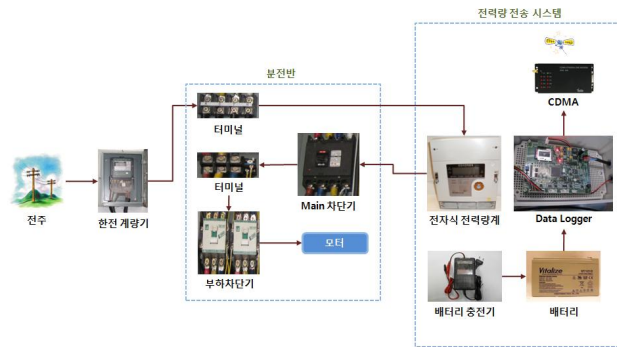 전력량 전송 시스템
분전반
CDMA
터미널
터미널
Main 차단기
전주
한전 계량기
전자식 전력량계
Data Logger
부하차단기
모터
Vitalize
배터리 충전기
배터리